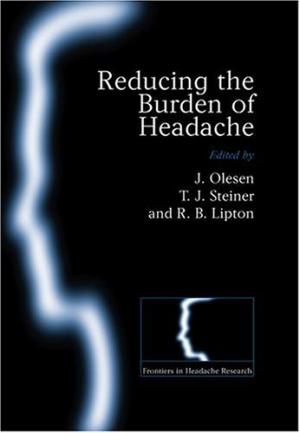 Reducing the
Burden of
Headache
Edited by
J. Olesen
T. J. Steiner
and R. B. Lipton
Frontiers in Headache Research